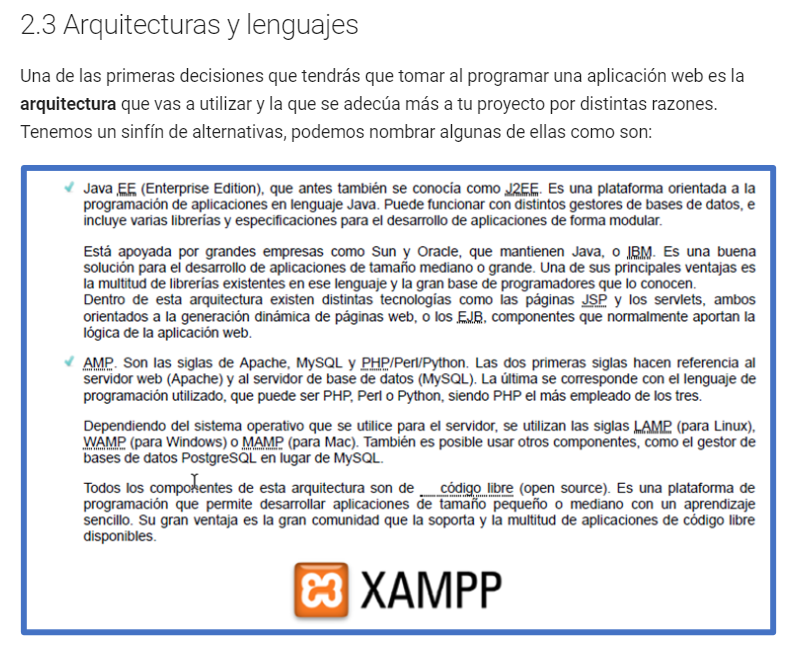 2.3 Arquitecturas y lenguajes
Una de las primeras decisiones que tendrás que tomar al programar una aplicación web es la
arquitectura que vas a utilizar y la que se adecúa más a tu proyecto por distintas razones.
Tenemos un sinfín de alternativas, podemos nombrar algunas de ellas como son:
Java EE (Enterprise Edition), que antes también se conocía como J2EE. Es una plataforma orientada a la
programación de aplicaciones en lenguaje Java. Puede funcionar con distintos gestores de bases de datos, e
incluye varias librerías y especificaciones para el desarrollo de aplicaciones de forma modular.
Está apoyada por grandes empresas como Sun y Oracle, que mantienen Java, o IBM. Es una buena
solución para el desarrollo de aplicaciones de tamaño mediano o grande. Una de sus principales ventajas es
la multitud de librerías existentes en ese lenguaje y la gran base de programadores que lo conocen.
Dentro de esta arquitectura existen distintas tecnologías como las páginas JSP y los servlets, ambos
orientados a la generación dinámica de páginas web, o los EJB, componentes que normalmente aportan la
lógica de la aplicación web.
AMP. Son las siglas de Apache, MySQL y PHP/Perl/Python. Las dos primeras siglas hacen referencia al
servidor web (Apache) y al servidor de base de datos (MySQL). La última se corresponde con el lenguaje de
programación utilizado, que puede ser PHP, Perl o Python, siendo PHP el más empleado de los tres.
Dependiendo del sistema operativo que se utilice para el servidor, se utilizan las siglas LAMP (para Linux),
WAMP (para Windows) o MAMP (para Mac). También es posible usar otros componentes, como el gestor de
bases de datos PostgreSQL en lugar de MySQL.
Todos los componentes de esta arquitectura son de __ código libre (open source). Es una plataforma de
programación que permite desarrollar aplicaciones de tamaño pequeño o mediano con un aprendizaje
sencillo. Su gran ventaja es la gran comunidad que la soporta y la multitud de aplicaciones de código libre
disponibles.
XAMPP